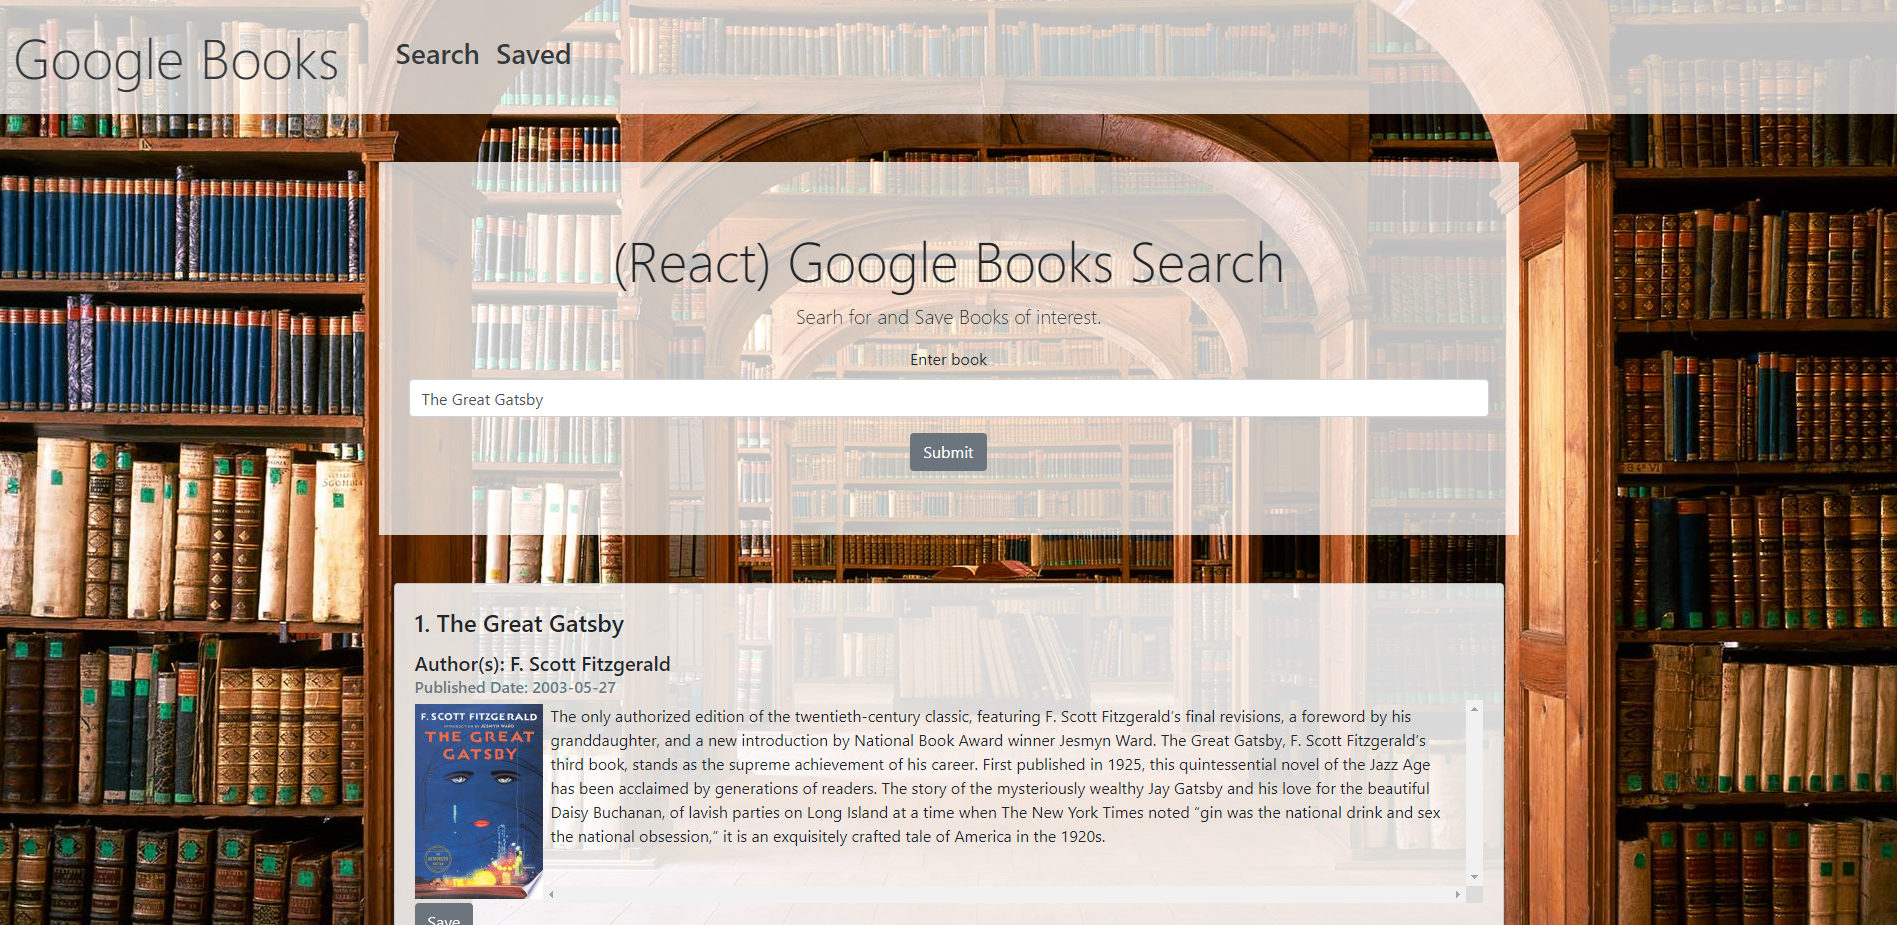 Google Books
Search Saved
(React) Google Books Search
Searh for and Save Books of interest.
Enter book
The Great Gatsby
Submit
1. The Great Gatsby
Author(s): F. Scott Fitzgerald
Published Date: 2003-05-27
F. SCOTT FITZGERALD
INTRODUCTION BY JESMYN WARD
THE GREAT
GATSBY
The only authorized edition of the twentieth-century classic, featuring F. Scott Fitzgerald’s final revisions, a foreword by his
granddaughter, and a new introduction by National Book Award winner Jesmyn Ward. The Great Gatsby, F. Scott Fitzgerald’s
third book, stands as the supreme achievement of his career. First published in 1925, this quintessential novel of the Jazz Age
has been acclaimed by generations of readers. The story of the mysteriously wealthy Jay Gatsby and his love for the beautiful
Daisy Buchanan, of lavish parties on Long Island at a time when The New York Times noted “gin was the national drink and sex
the national obsession,” it is an exquisitely crafted tale of America in the 1920s.
Save